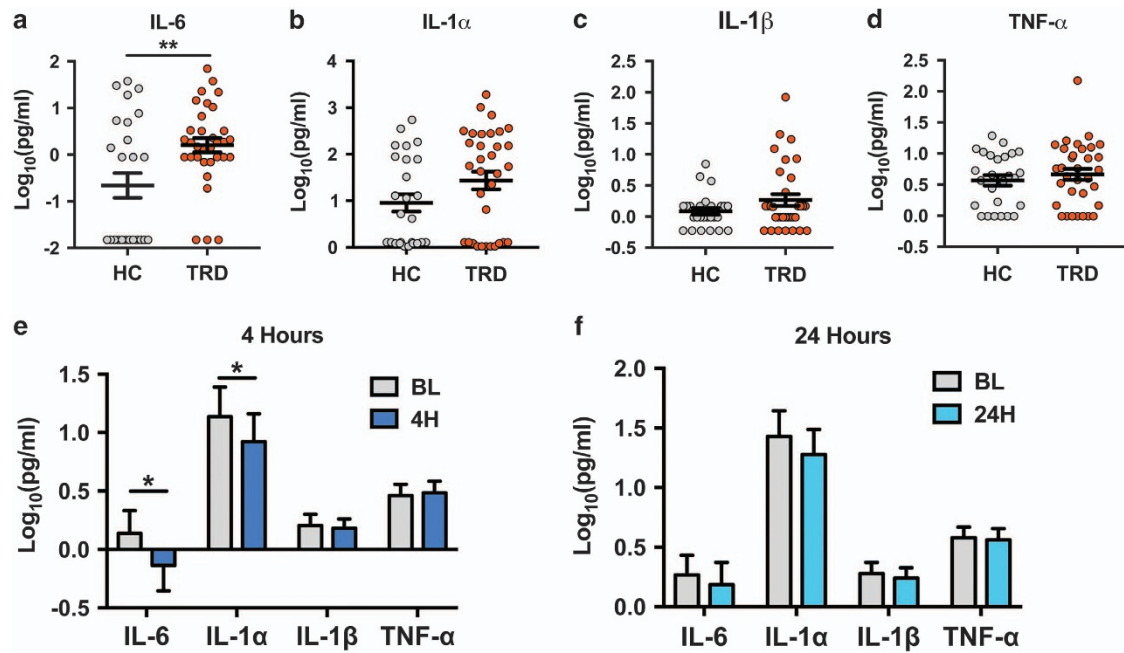 a
IL-6
**
Log10(pg/ml)
2
1
0
-1
-2
HC
TRD
b
IL-1α
Log10(pg/ml)
4
3
2
1
0
HC
TRD
c
IL-1β
Log10(pg/ml)
2.5
2.0
1.5
1.0
0.5
0.0
-0.5
HC
TRD
d
TNF-α
Log10(pg/ml)
2.5
2.0
1.5
1.0
0.5
0.0
-0.5
HC
TRD
e
4 Hours
Log10(pg/ml)
1.5
1.0
0.5
0.0
-0.5
*
*
BL
4H
IL-6
IL-1α
IL-1β
TNF-α
f
24 Hours
Log10(pg/ml)
2.0
1.5
1.0
0.5
0.0
BL
24H
IL-6
IL-1α
IL-1β
TNF-α